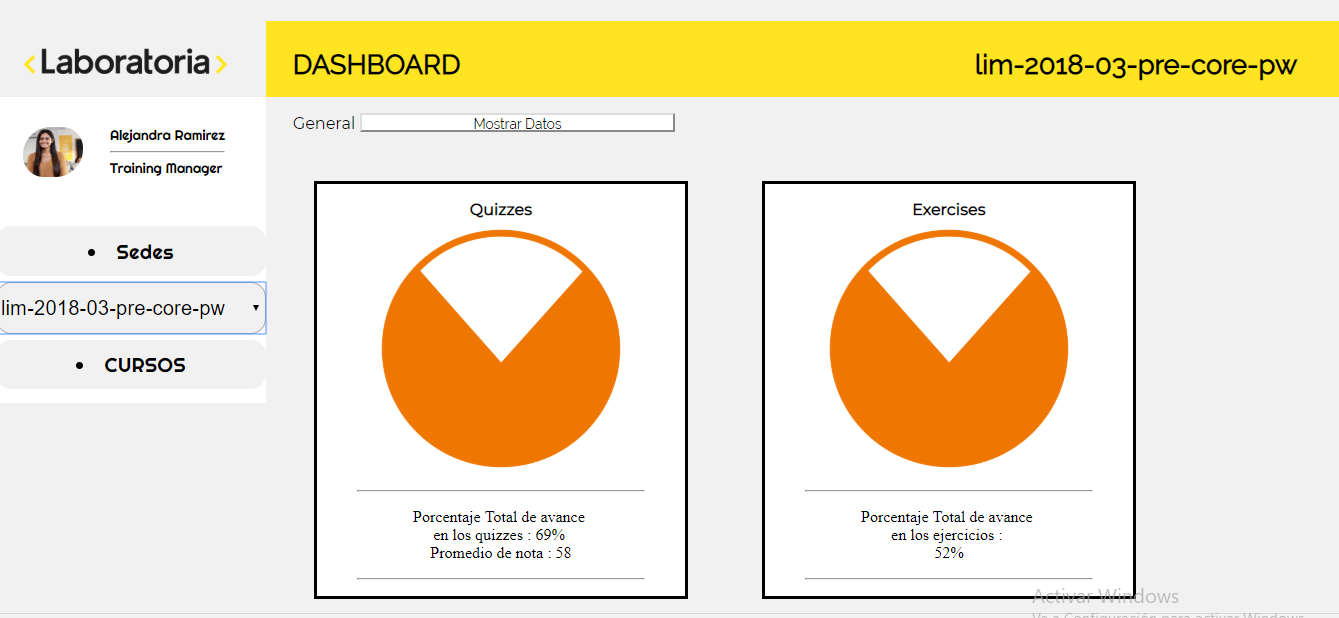 <Laboratoria>
DASHBOARD
lim-2018-03-pre-core-pw
Alejandra Ramirez
Training Manager
General
Mostrar Datos
• Sedes
lim-2018-03-pre-core-pw
• CURSOS
Quizzes
Porcentaje Total de avance
en los quizzes : 69%
Promedio de nota : 58
Exercises
Porcentaje Total de avance
en los ejercicios :
52%
Activar Windows
Ve a Configuración para activar Windows.